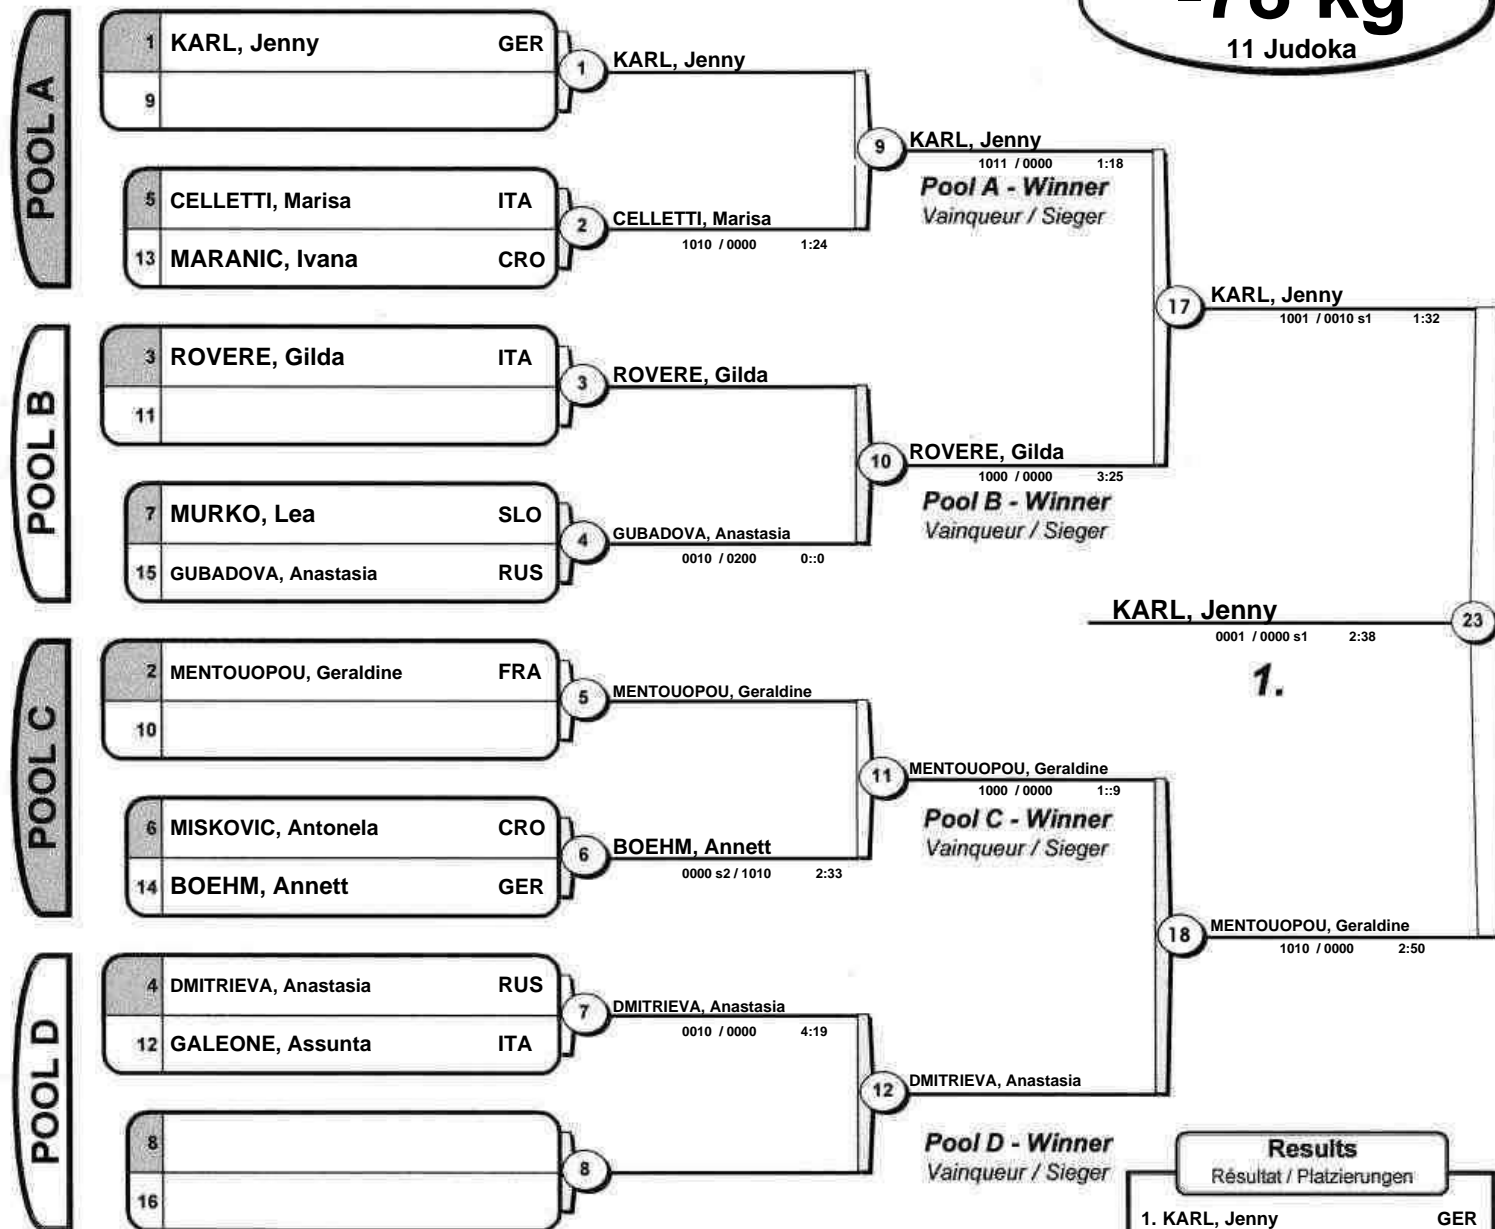 -78 kg
11 Judoka
POOL A
1 KARL, Jenny GER
9
5 CELLETTI, Marisa ITA
13 MARANIC, Ivana CRO
1 KARL, Jenny
2 CELLETTI, Marisa
1010 / 0000 1:24
9 KARL, Jenny
1011 / 0000 1:18
Pool A - Winner
Vainqueur / Sieger
POOL B
3 ROVERE, Gilda ITA
11
7 MURKO, Lea SLO
15 GUBADOVA, Anastasia RUS
3 ROVERE, Gilda
4 GUBADOVA, Anastasia
0010 / 0200 0::0
10 ROVERE, Gilda
1000 / 0000 3:25
Pool B - Winner
Vainqueur / Sieger
17 KARL, Jenny
1001 / 0010 s1 1:32
POOL C
2 MENTOUOPOU, Geraldine FRA
10
6 MISKOVIC, Antonela CRO
14 BOEHM, Annett GER
5 MENTOUOPOU, Geraldine
6 BOEHM, Annett
0000 s2 / 1010 2:33
11 MENTOUOPOU, Geraldine
1000 / 0000 1::9
Pool C - Winner
Vainqueur / Sieger
KARL, Jenny 23
0001 / 0000 s1 2:38
1.
POOL D
4 DMITRIEVA, Anastasia RUS
12 GALEONE, Assunta ITA
8
16
7 DMITRIEVA, Anastasia
0010 / 0000 4:19
8
12 DMITRIEVA, Anastasia
Pool D - Winner
Vainqueur / Sieger
18 MENTOUOPOU, Geraldine
1010 / 0000 2:50
Results
Résultat / Platzierungen
1. KARL, Jenny GER